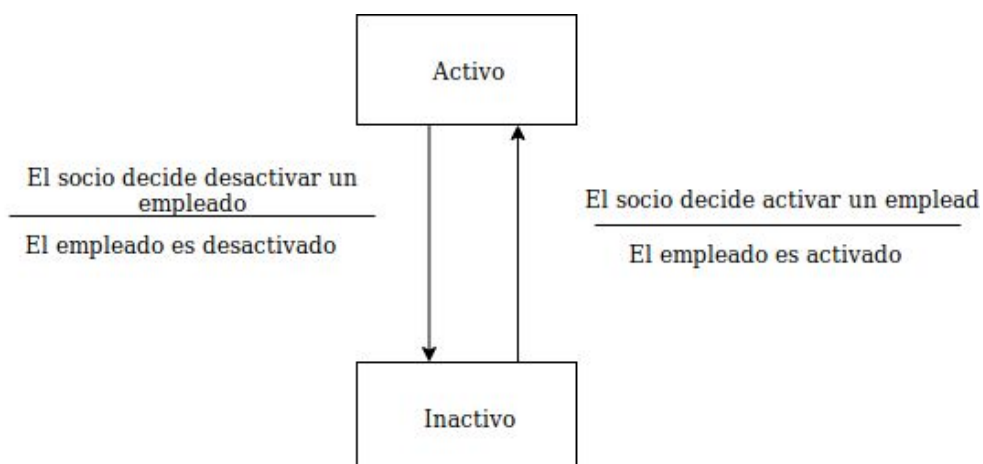 Activo
El socio decide desactivar un
empleado
El empleado es desactivado
El socio decide activar un emplead
El empleado es activado
Inactivo